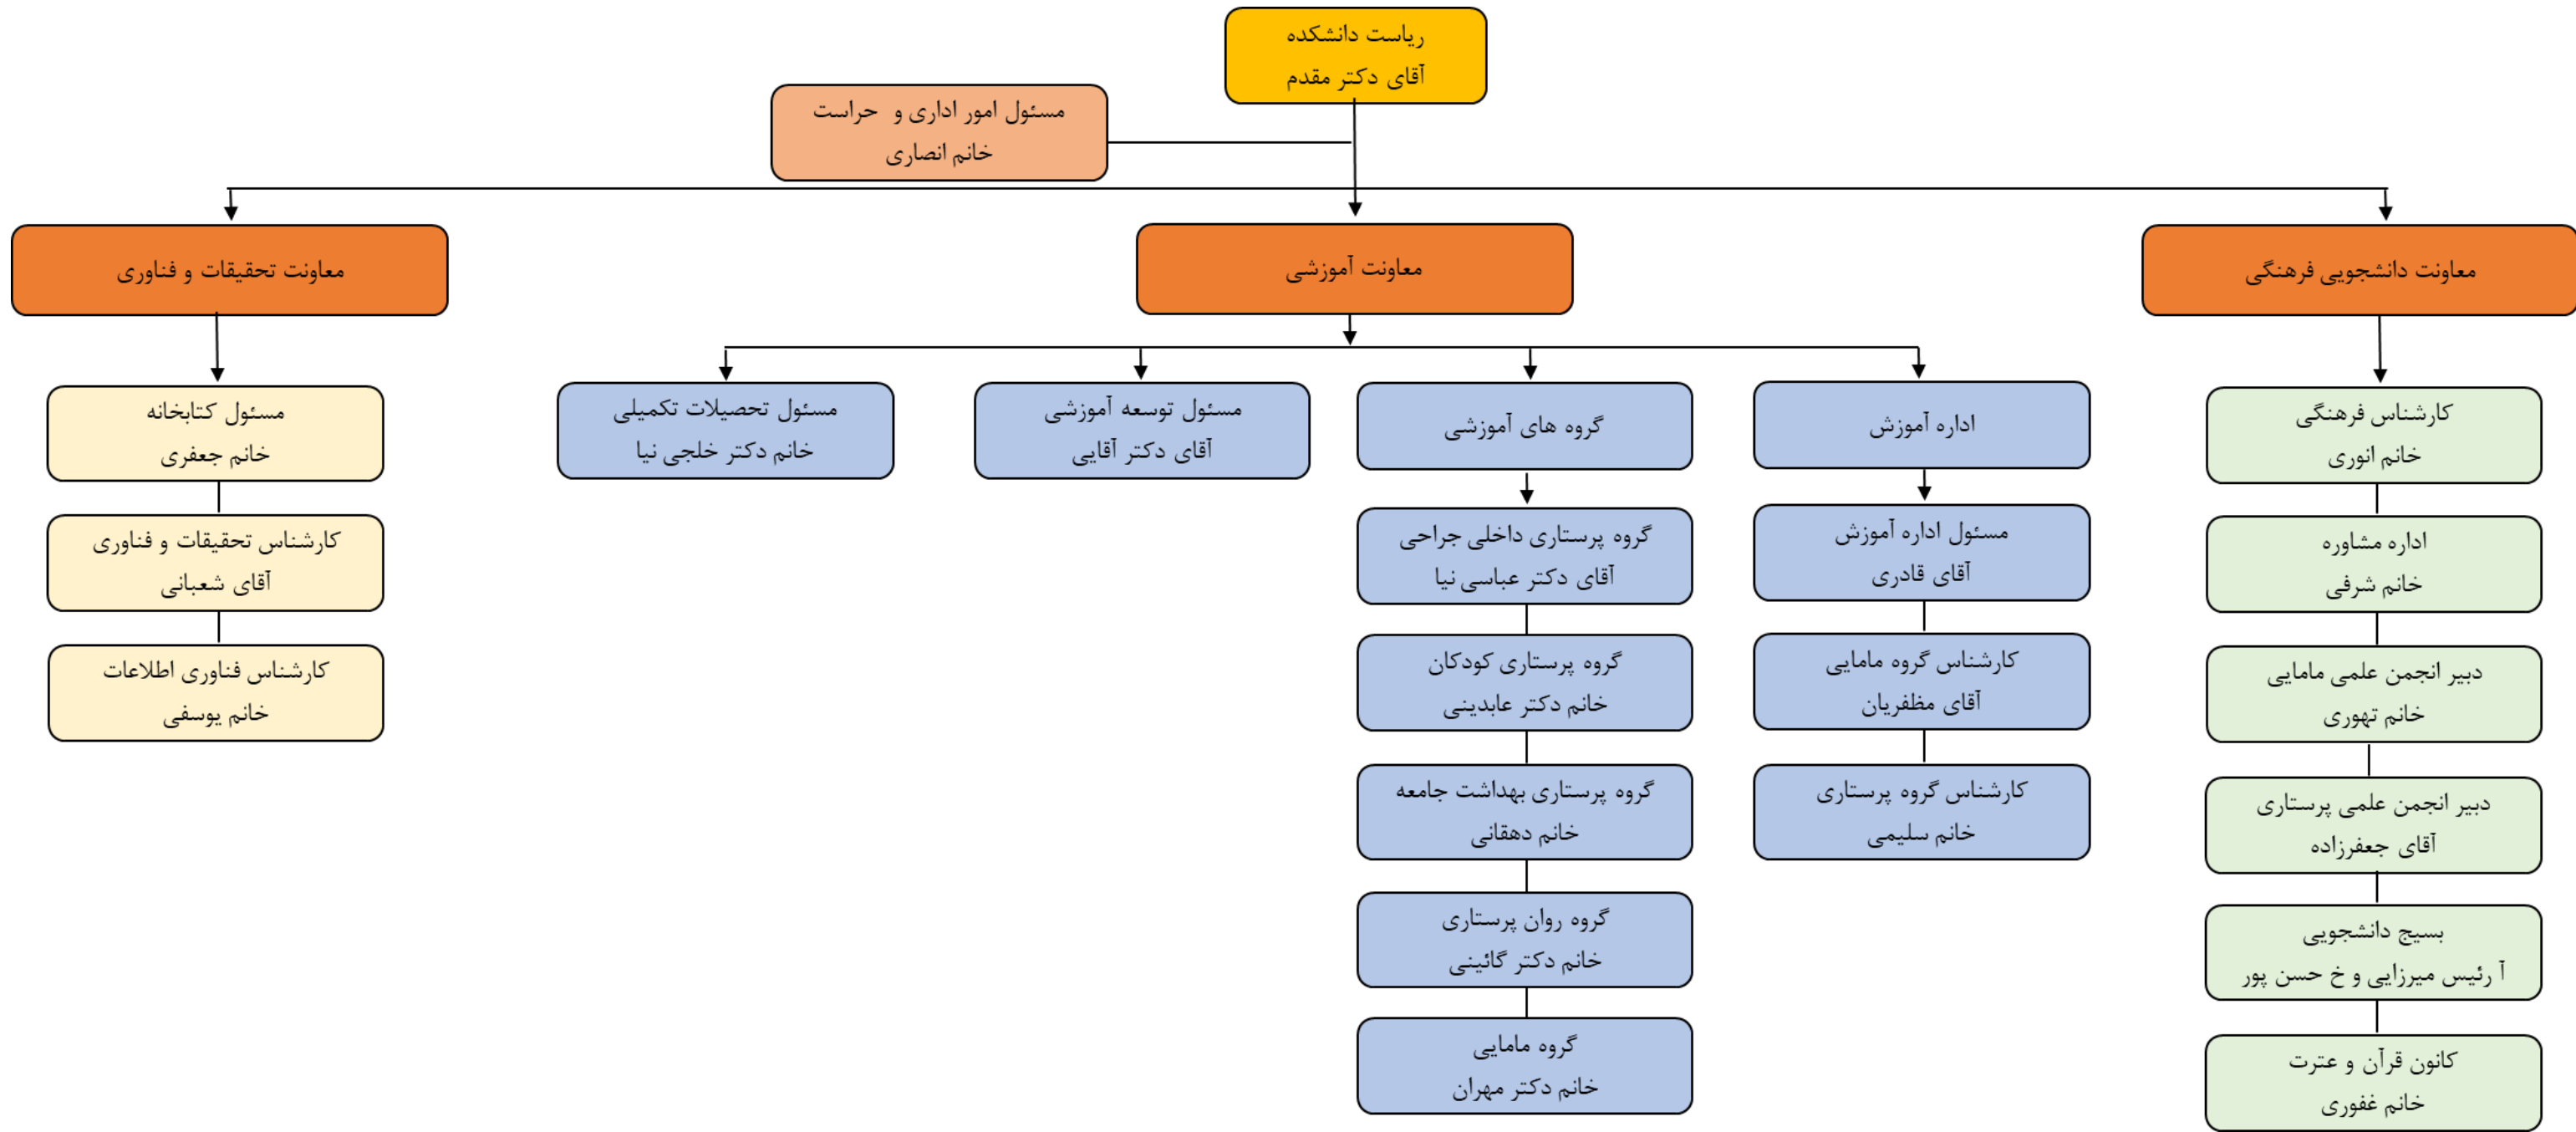 ریاست دانشکده
آقای دکتر مقدم
مسئول امور اداری و حراست
خانم انصاری
معاونت دانشجویی فرهنگی
معاونت آموزشی
معاونت تحقیقات و فناوری
کارشناس فرهنگی
خانم انوری
اداره مشاوره
خانم شرفی
دبیر انجمن علمی مامایی
خانم تهوری
دبیر انجمن علمی پرستاری
آقای جعفرزاده
بسیج دانشجویی
آ رئیس میرزایی و خ حسن پور
کانون قرآن و عترت
خانم غفوری
اداره آموزش
مسئول اداره آموزش
آقای قادری
کارشناس گروه مامایی
آقای مظفریان
کارشناس گروه پرستاری
خانم سلیمی
گروه های آموزشی
گروه پرستاری داخلی جراحی
آقای دکتر عباسی نیا
گروه پرستاری کودکان
خانم دکتر عابدینی
گروه پرستاری بهداشت جامعه
خانم دهقانی
گروه روان پرستاری
خانم دکتر گائینی
گروه مامایی
خانم دکتر مهران
مسئول توسعه آموزشی
آقای دکتر آقایی
مسئول تحصیلات تکمیلی
خانم دکتر خلجی نیا
مسئول کتابخانه
خانم جعفری
کارشناس تحقیقات و فناوری
آقای شعبانی
کارشناس فناوری اطلاعات
خانم یوسفی